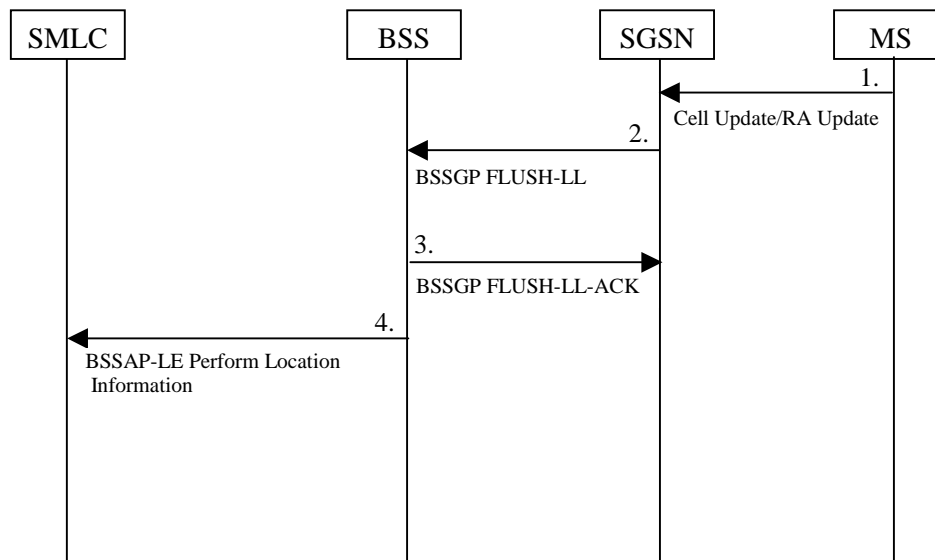 SMLC
BSS
SGSN
MS
1.
Cell Update/RA Update
2.
BSSGP FLUSH-LL
3.
BSSGP FLUSH-LL-ACK
4.
BSSAP-LE Perform Location
Information